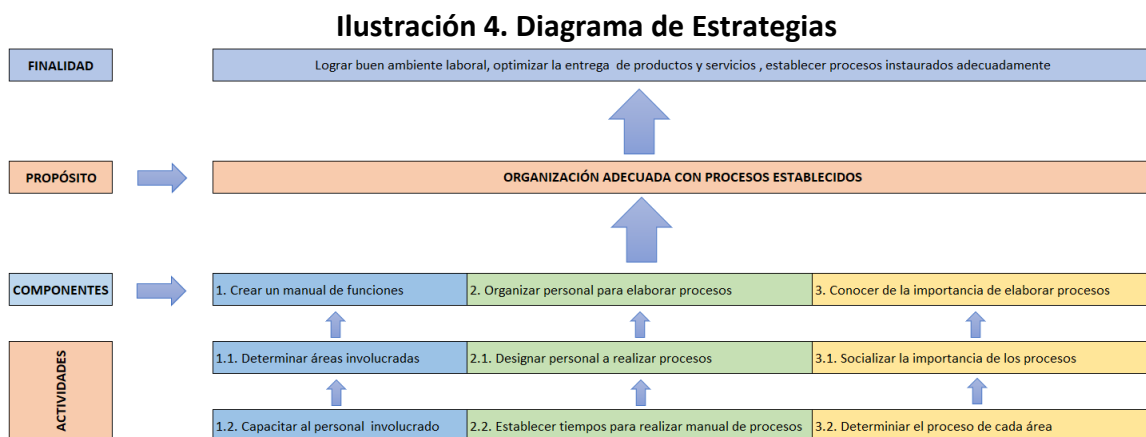 Ilustración 4. Diagrama de Estrategias
FINALIDAD
Lograr buen ambiente laboral, optimizar la entrega de productos y servicios , establecer procesos instaurados adecuadamente
PROPÓSITO
ORGANIZACIÓN ADECUADA CON PROCESOS ESTABLECIDOS
COMPONENTES
1. Crear un manual de funciones
2. Organizar personal para elaborar procesos
3. Conocer de la importancia de elaborar procesos
ACTIVIDADES
1.1. Determinar áreas involucradas
2.1. Designar personal a realizar procesos
3.1. Socializar la importancia de los procesos
1.2. Capacitar al personal involucrado
2.2. Establecer tiempos para realizar manual de procesos
3.2. Determiniar el proceso de cada área